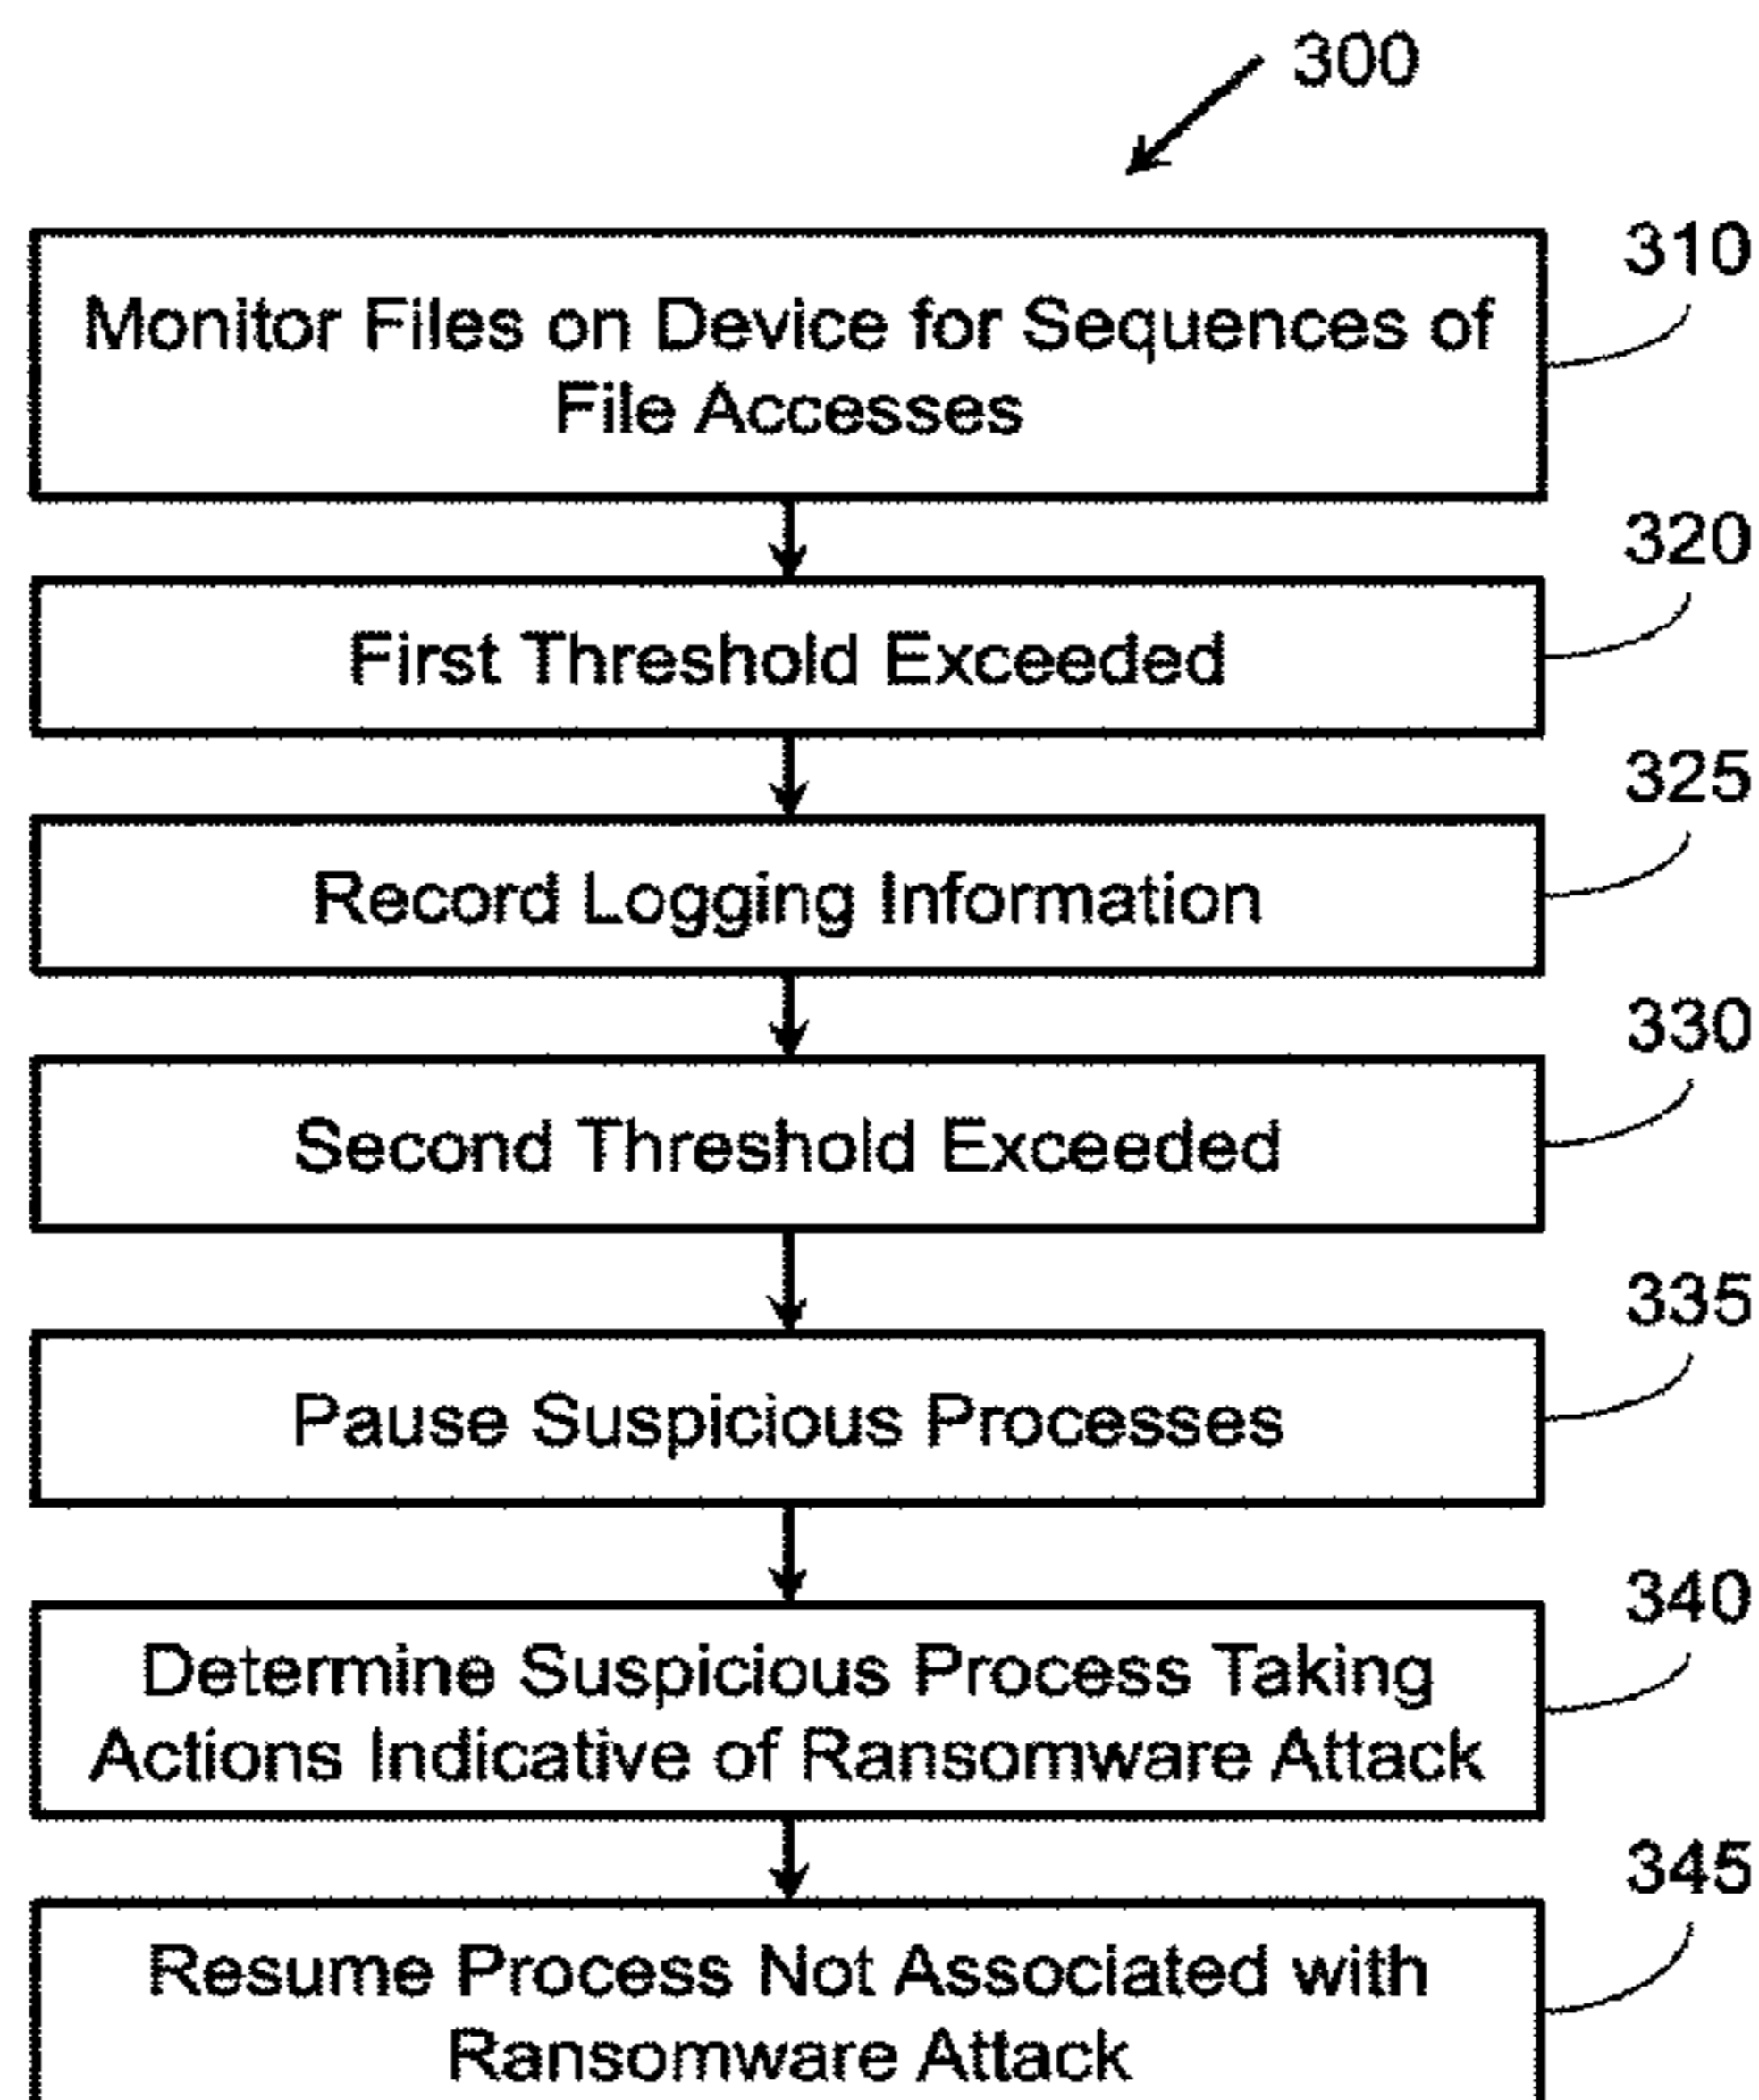 300
310
Monitor Files on Device for Sequences of
File Accesses
320
First Threshold Exceeded
325
Record Logging Information
330
Second Threshold Exceeded
335
Pause Suspicious Processes
340
Determine Suspicious Process Taking
Actions Indicative of Ransomware Attack
345
Resume Process Not Associated with
Ransomware Attack